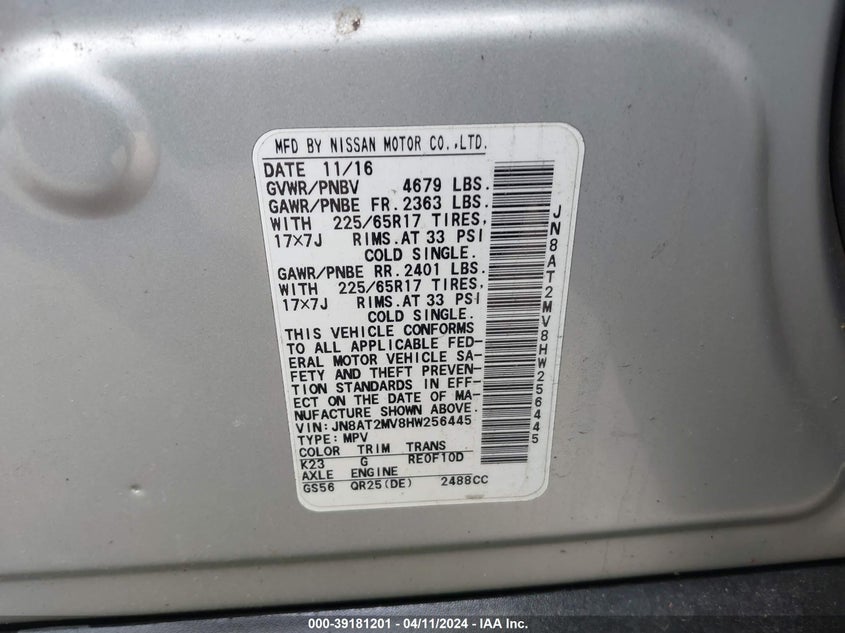 MFD BY NISSAN MOTOR CO.,LTD.
DATE 11/16
GVWR/PNBV 4679 LBS.
GAWR/PNBE FR. 2363 LBS.
WITH 225/65R17 TIRES,
17×7J RIMS. AT 33 PSI
COLD SINGLE.
GAWR/PNBE RR. 2401 LBS.
WITH 225/65R17 TIRES,
17×7J RIMS. AT 33 PSI
COLD SINGLE.
THIS VEHICLE CONFORMS
TO ALL APPLICABLE FED-
ERAL MOTOR VEHICLE SA-
FETY AND THEFT PREVEN-
TION STANDARDS IN EFF-
ECT ON THE DATE OF MA-
NUFACTURE SHOWN ABOVE.
VIN: JN8AT2MV8HW256445
TYPE: MPV
COLOR TRIM TRANS
K23 G RE0F10D
AXLE ENGINE
GS56 QR25(DE) 2488CC
JN8AT2MV8HW256445
000-39181201 - 04/11/2024 - IAA, Inc.